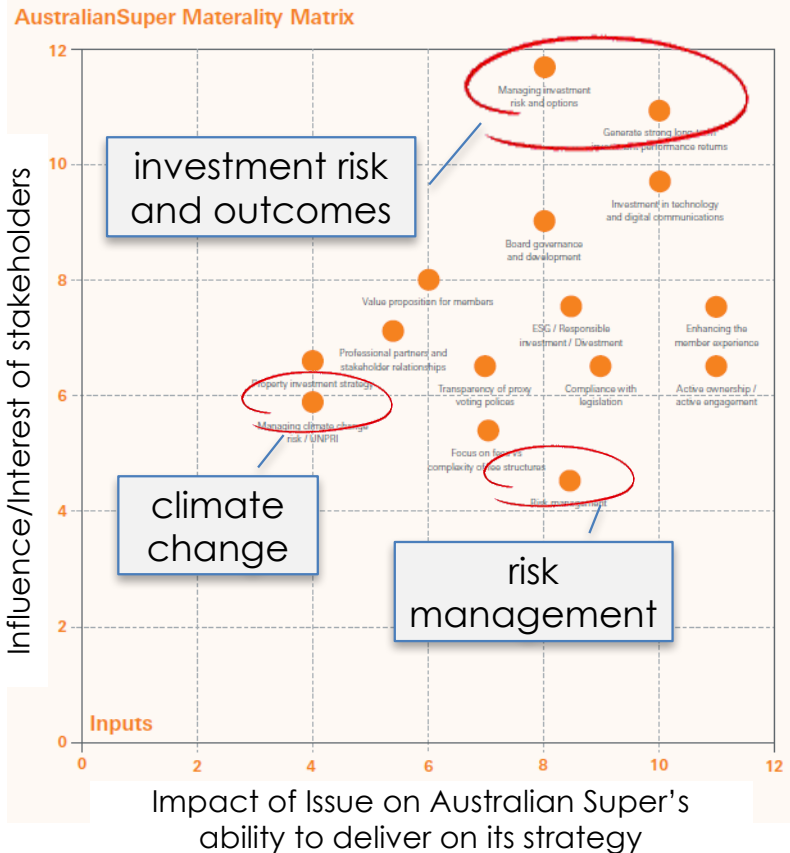 AustralianSuper Materality Matrix
12
Managing investment
risk and options
Generate strong long-term
investment performance returns
10
investment risk
and outcomes
Investment in technology
and digital communications
Board governance
and development
8
Value proposition for members
ESG / Responsible
investment / Divestment
Enhancing the
member experience
Professional partners and
stakeholder relationships
Property investment strategy
Transparency of proxy
voting polices
Compliance with
legislation
Active ownership /
active engagement
6
Managing climate change
risk / UNPRI
Focus on fees vs
complexity of fee structures
Risk management
climate
change
4
risk
management
2
Inputs
0
0 2 4 6 8 10 12
Influence/Interest of stakeholders
Impact of Issue on Australian Super’s
ability to deliver on its strategy